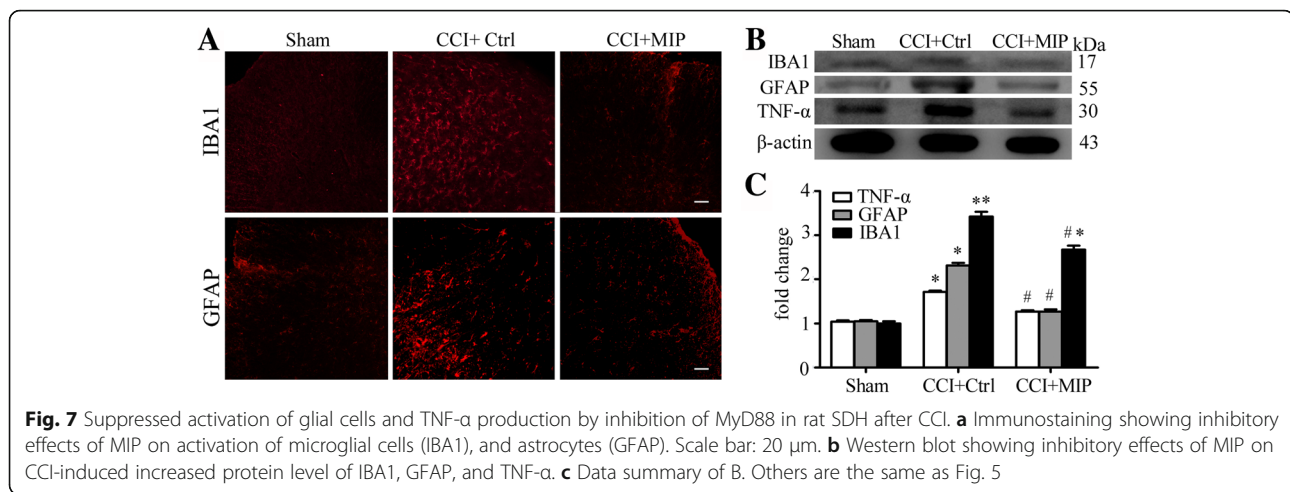 A
Sham
CCI+ Ctrl
CCI+MIP
IBA1
GFAP
B
Sham
CCI+Ctrl
CCI+MIP
kDa
IBA1
17
GFAP
55
TNF-α
30
β-actin
43
C
fold change
4
3
2
1
0
TNF-α
GFAP
IBA1
*
*
**
#
#
#*
Sham
CCI+Ctrl
CCI+MIP
Fig. 7 Suppressed activation of glial cells and TNF-α production by inhibition of MyD88 in rat SDH after CCI. a Immunostaining showing inhibitory
effects of MIP on activation of microglial cells (IBA1), and astrocytes (GFAP). Scale bar: 20 μm. b Western blot showing inhibitory effects of MIP on
CCI-induced increased protein level of IBA1, GFAP, and TNF-α. c Data summary of B. Others are the same as Fig. 5